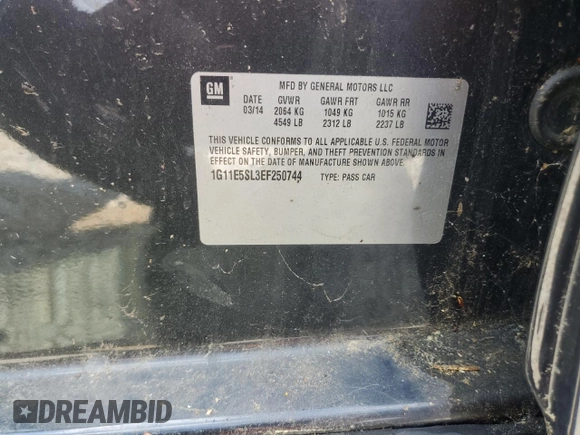 GM
MFD BY GENERAL MOTORS LLC
DATE GVWR GAWR FRT GAWR RR
03/14 2064 KG 1049 KG 1015 KG
4549 LB 2312 LB 2237 LB
THIS VEHICLE CONFORMS TO ALL APPLICABLE U.S. FEDERAL MOTOR
VEHICLE SAFETY, BUMPER, AND THEFT PREVENTION STANDARDS IN
EFFECT ON THE DATE OF MANUFACTURE SHOWN ABOVE.
1G11E5SL3EF250744 TYPE: PASS CAR
DREAMBID